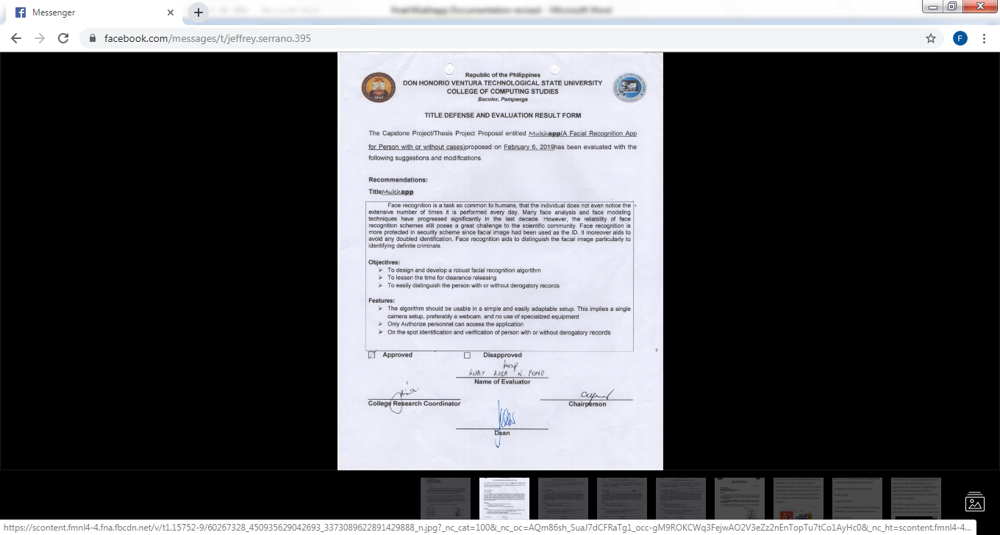 Messenger
final Mukhapp Documentation revised - Microsoft Word
facebook.com/messages/t/jeffrey.serrano.395
F
Republic of the Philippines
DON HONORIO VENTURA TECHNOLOGICAL STATE UNIVERSITY
COLLEGE OF COMPUTING STUDIES
Bacolor, Pampanga
TITLE DEFENSE AND EVALUATION RESULT FORM
The Capstone Project/Thesis Project Proposal entitled Mukhapp(A Facial Recognition App
for Person with or without cases)proposed on February 6, 2019has been evaluated with the
following suggestions and modifications.
Recommendations:
TitleMukhapp
Face recognition is a task so common to humans, that the individual does not even notice the
extensive number of times it is performed every day. Many face analysis and face modeling
techniques have progressed significantly in the last decade. However, the reliability of face
recognition schemes still poses a great challenge to the scientific community. Face recognition is
more protected in security scheme since facial image had been used as the ID. It moreover aids to
avoid any doubled identification. Face recognition aids to distinguish the facial image particularly to
identifying definite criminals.
Objectives:
➢ To design and develop a robust facial recognition algorithm
➢ To lessen the time for clearance releasing
➢ To easily distinguish the person with or without derogatory records
Features:
➢ The algorithm should be usable in a simple and easily adaptable setup. This implies a single
camera setup, preferably a webcam, and no use of specialized equipment
➢ Only Authorize personnel can access the application
➢ On the spot identification and verification of person with or without derogatory records
Approved Disapproved
RUBY ROSA N. PUNO
Name of Evaluator
College Research Coordinator Chairperson
Dean
https://scontent.fmnl4-4.fna.fbcdn.net/v/t1.15752-9/60267328_450935629042693_3373089622891429888_n.jpg?_nc_cat=100&_nc_oc=AQm86sh_SuaJ7dCFRaTg1_occ-gM9ROKCWq3FejwAO2V3eZz2nEnTopTu7tCo1AyHc0&_nc_ht=scontent.fmnl4-4...